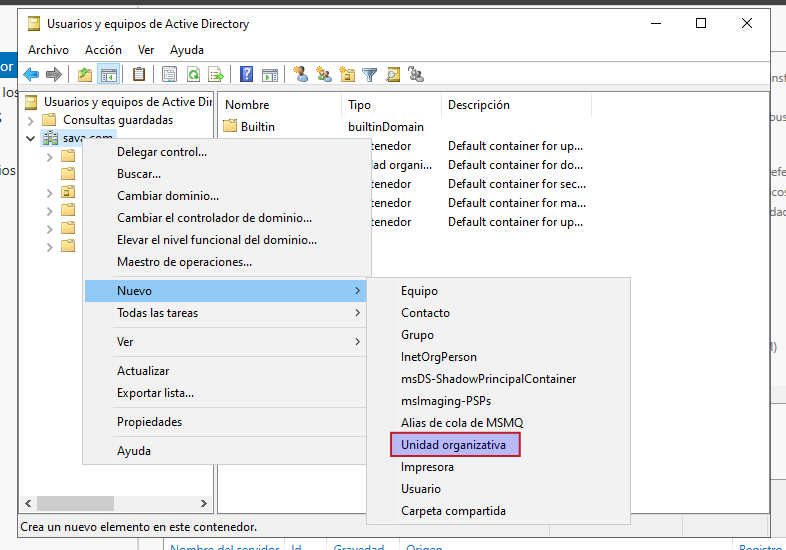 Usuarios y equipos de Active Directory
Archivo Acción Ver Ayuda
Usuarios y equipos de Active Direc
Consultas guardadas
sava.com
Nombre Tipo Descripción
Builtin builtinDomain
tenedor Default container for up...
dad organi... Default container for do...
tenedor Default container for sec...
tenedor Default container for ma...
tenedor Default container for up...
Delegar control...
Buscar...
Cambiar dominio...
Cambiar el controlador de dominio...
Elevar el nivel funcional del dominio...
Maestro de operaciones...
Nuevo
Todas las tareas
Ver
Actualizar
Exportar lista...
Propiedades
Ayuda
Equipo
Contacto
Grupo
InetOrgPerson
msDS-ShadowPrincipalContainer
msImaging-PSPs
Alias de cola de MSMQ
Unidad organizativa
Impresora
Usuario
Carpeta compartida
Crea un nuevo elemento en este contenedor.
Nombre del servidor Id. Gravedad Origen Registro